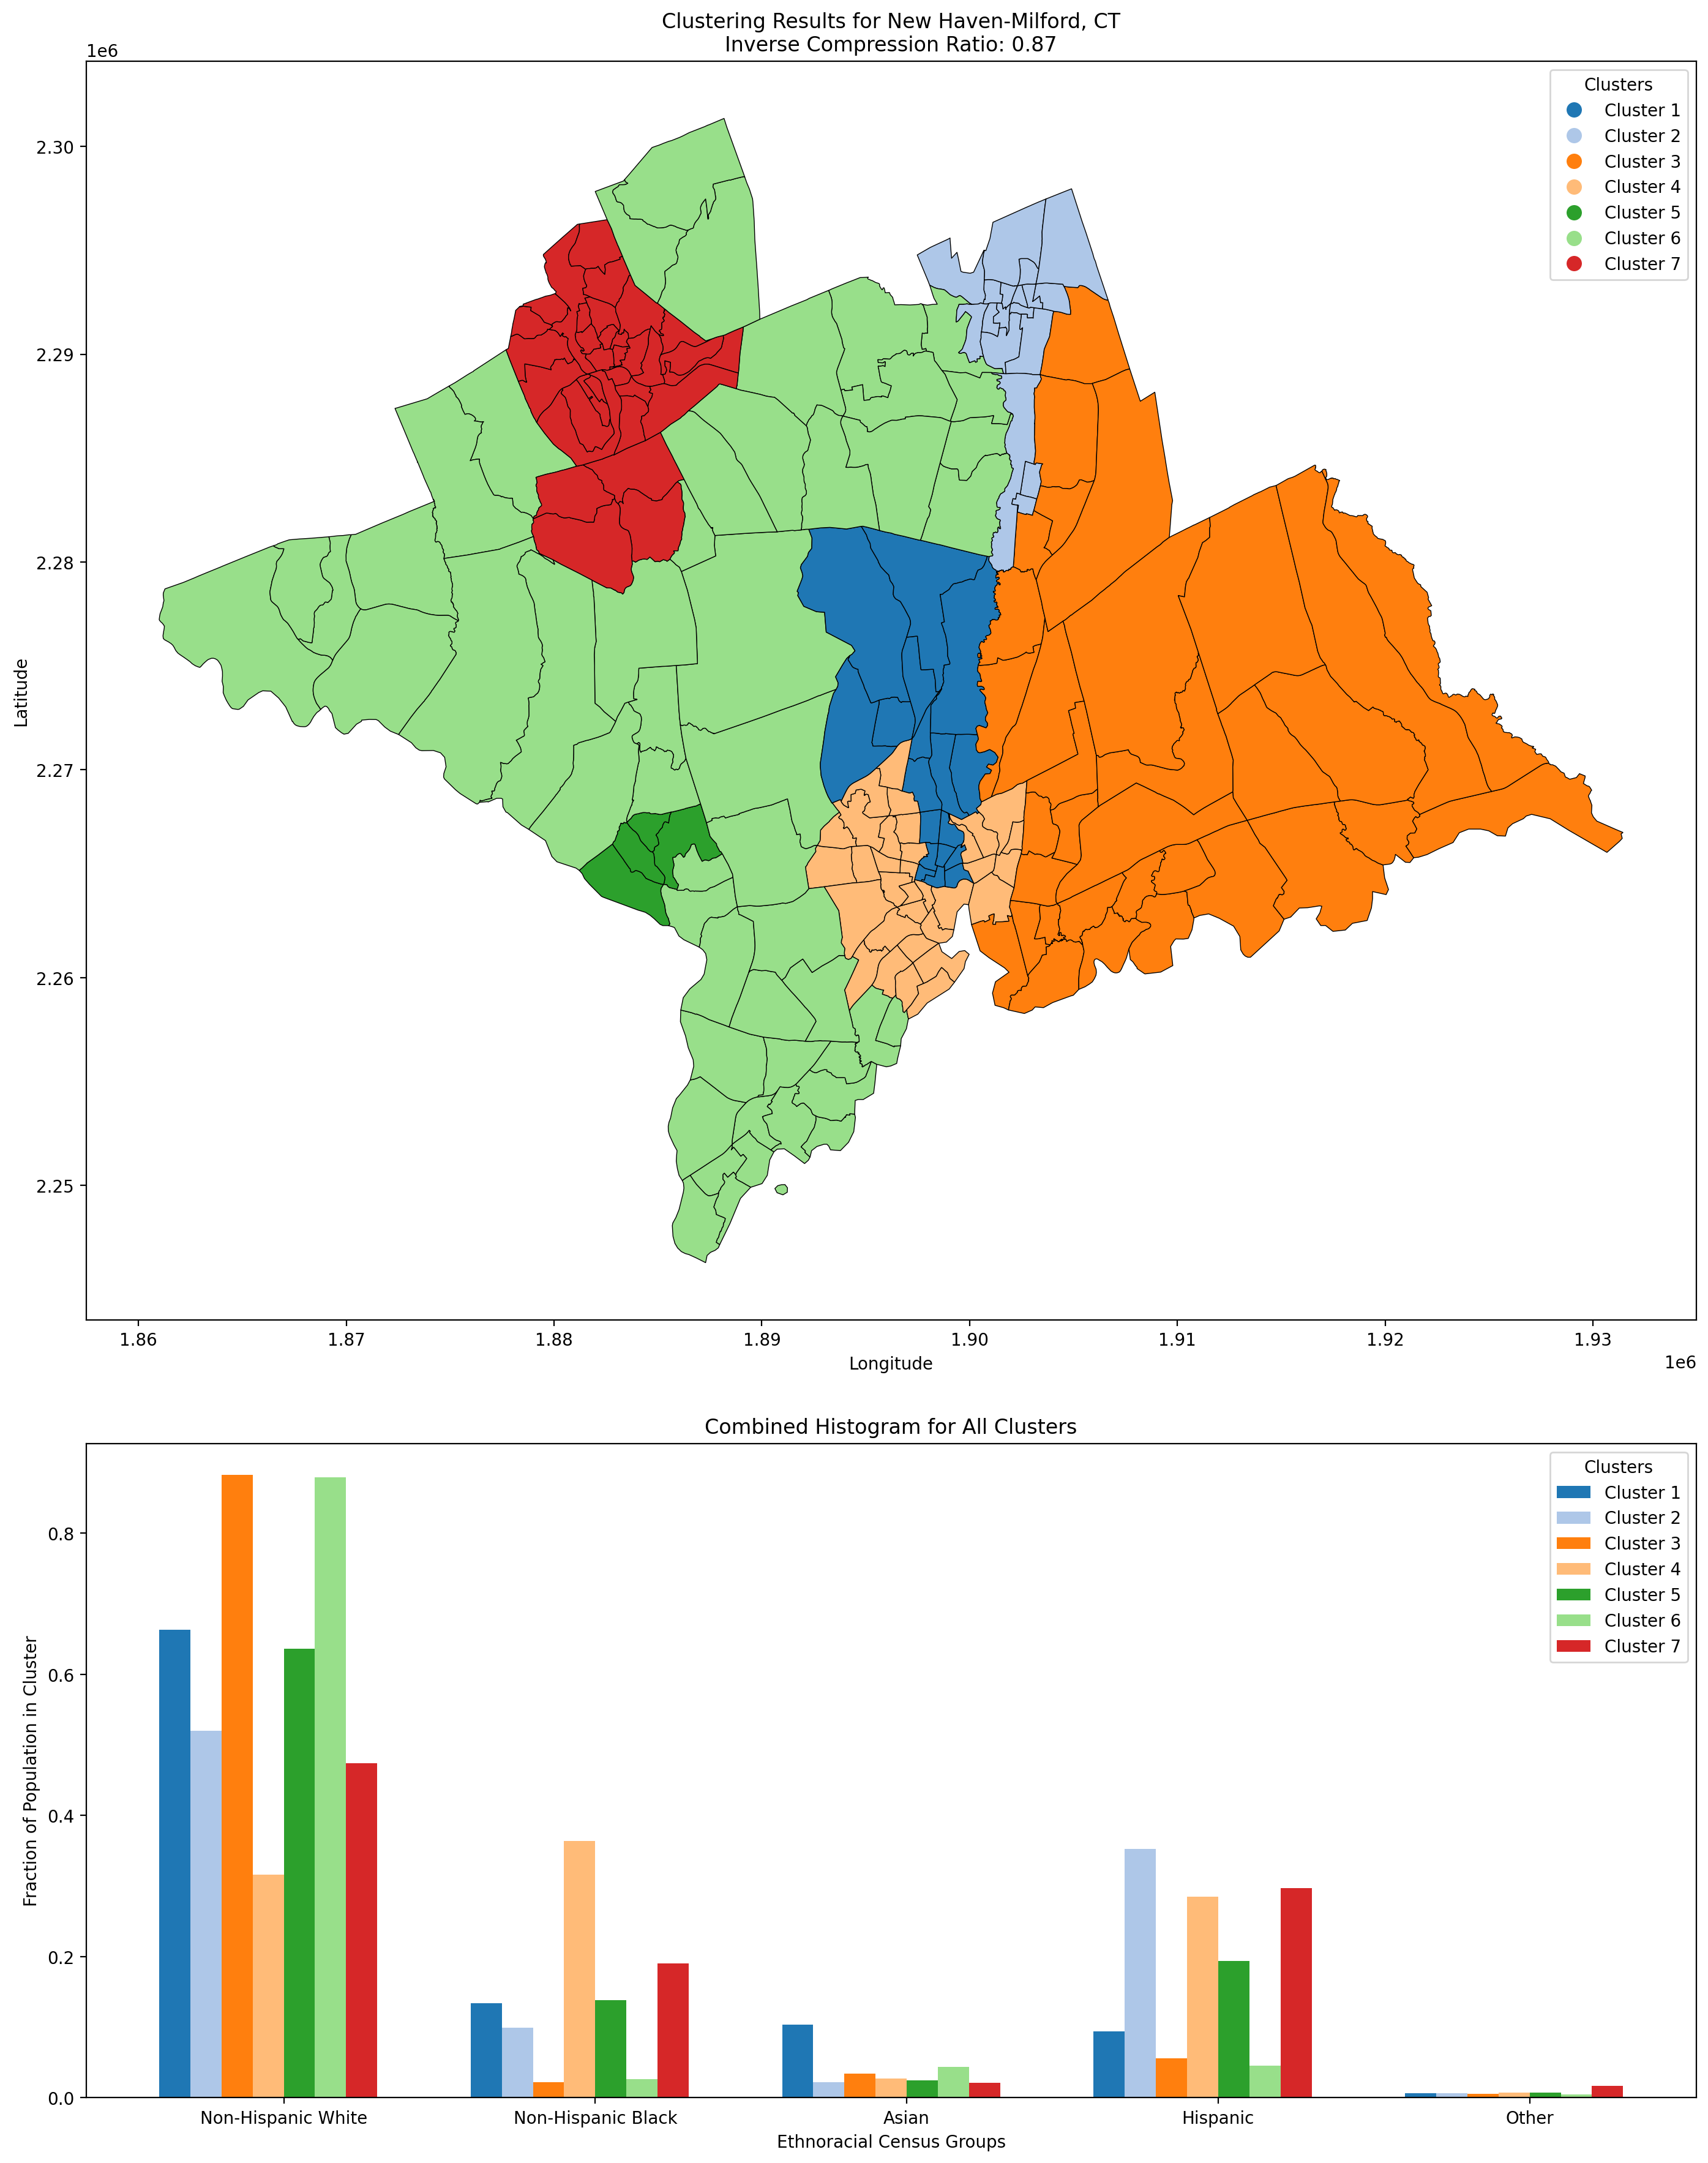 Clustering Results for New Haven-Milford, CT
Inverse Compression Ratio: 0.87
1e6
Clusters
Cluster 1
Cluster 2
Cluster 3
Cluster 4
Cluster 5
Cluster 6
Cluster 7
2.30
2.29
2.28
2.27
2.26
2.25
Latitude
1.86 1.87 1.88 1.89 1.90 1.91 1.92 1.93
Longitude
1e6
Combined Histogram for All Clusters
Clusters
Cluster 1
Cluster 2
Cluster 3
Cluster 4
Cluster 5
Cluster 6
Cluster 7
0.8
0.6
0.4
0.2
0.0
Fraction of Population in Cluster
Non-Hispanic White Non-Hispanic Black Asian Hispanic Other
Ethnoracial Census Groups